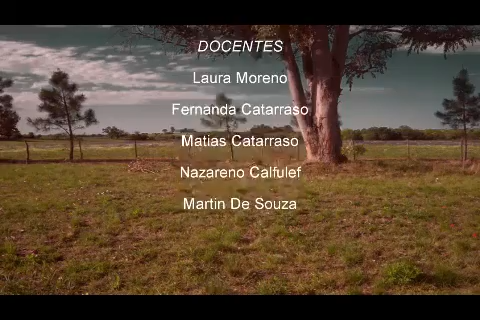 DOCENTES
Laura Moreno
Fernanda Catarraso
Matias Catarraso
Nazareno Calfulef
Martin De Souza